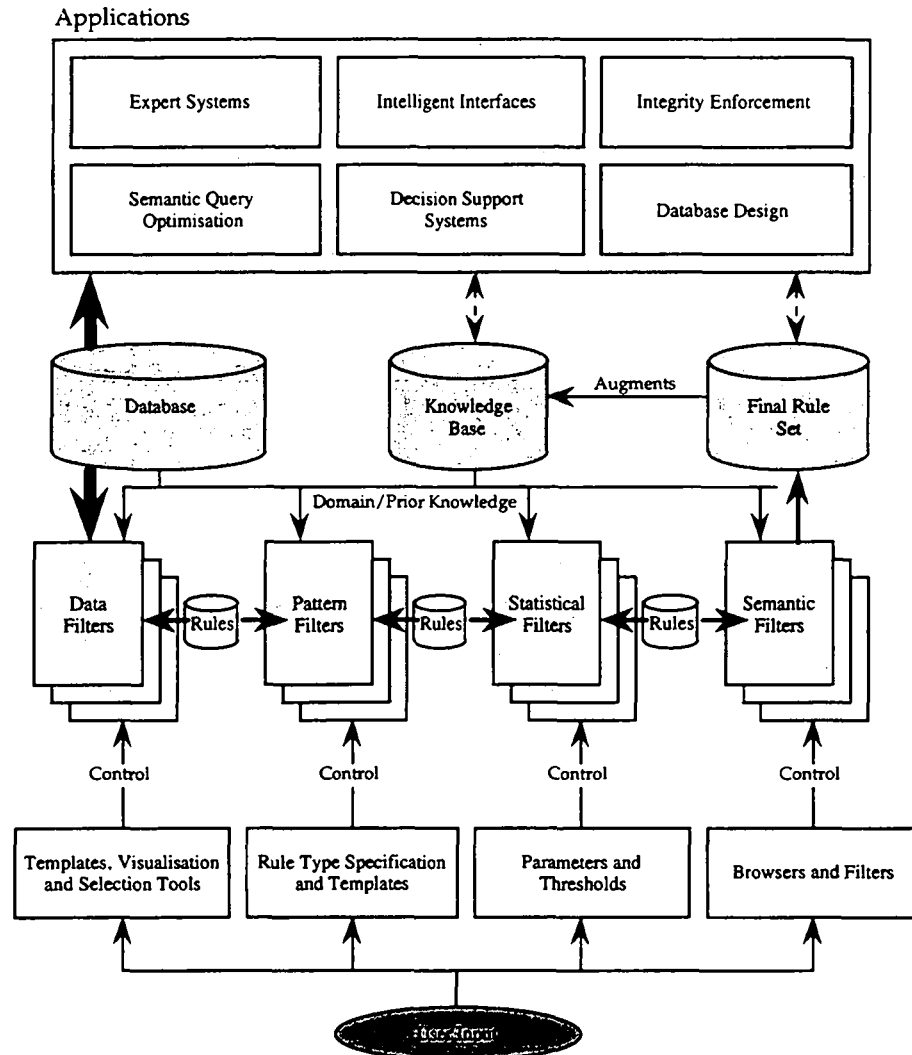 Applications
Expert Systems
Intelligent Interfaces
Integrity Enforcement
Semantic Query
Optimisation
Decision Support
Systems
Database Design
Database
Knowledge
Base
Augments
Final Rule
Set
Domain/Prior Knowledge
Data
Filters
Rules
Pattern
Filters
Rules
Statistical
Filters
Rules
Semantic
Filters
Control
Control
Control
Control
Templates, Visualisation
and Selection Tools
Rule Type Specification
and Templates
Parameters and
Thresholds
Browsers and Filters
User Input